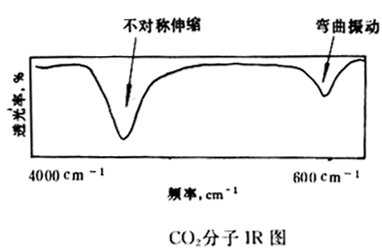 不对称伸缩
弯曲振动
透光率, %
4000 cm⁻¹
600 cm⁻¹
频率, cm⁻¹
CO₂分子 IR 图